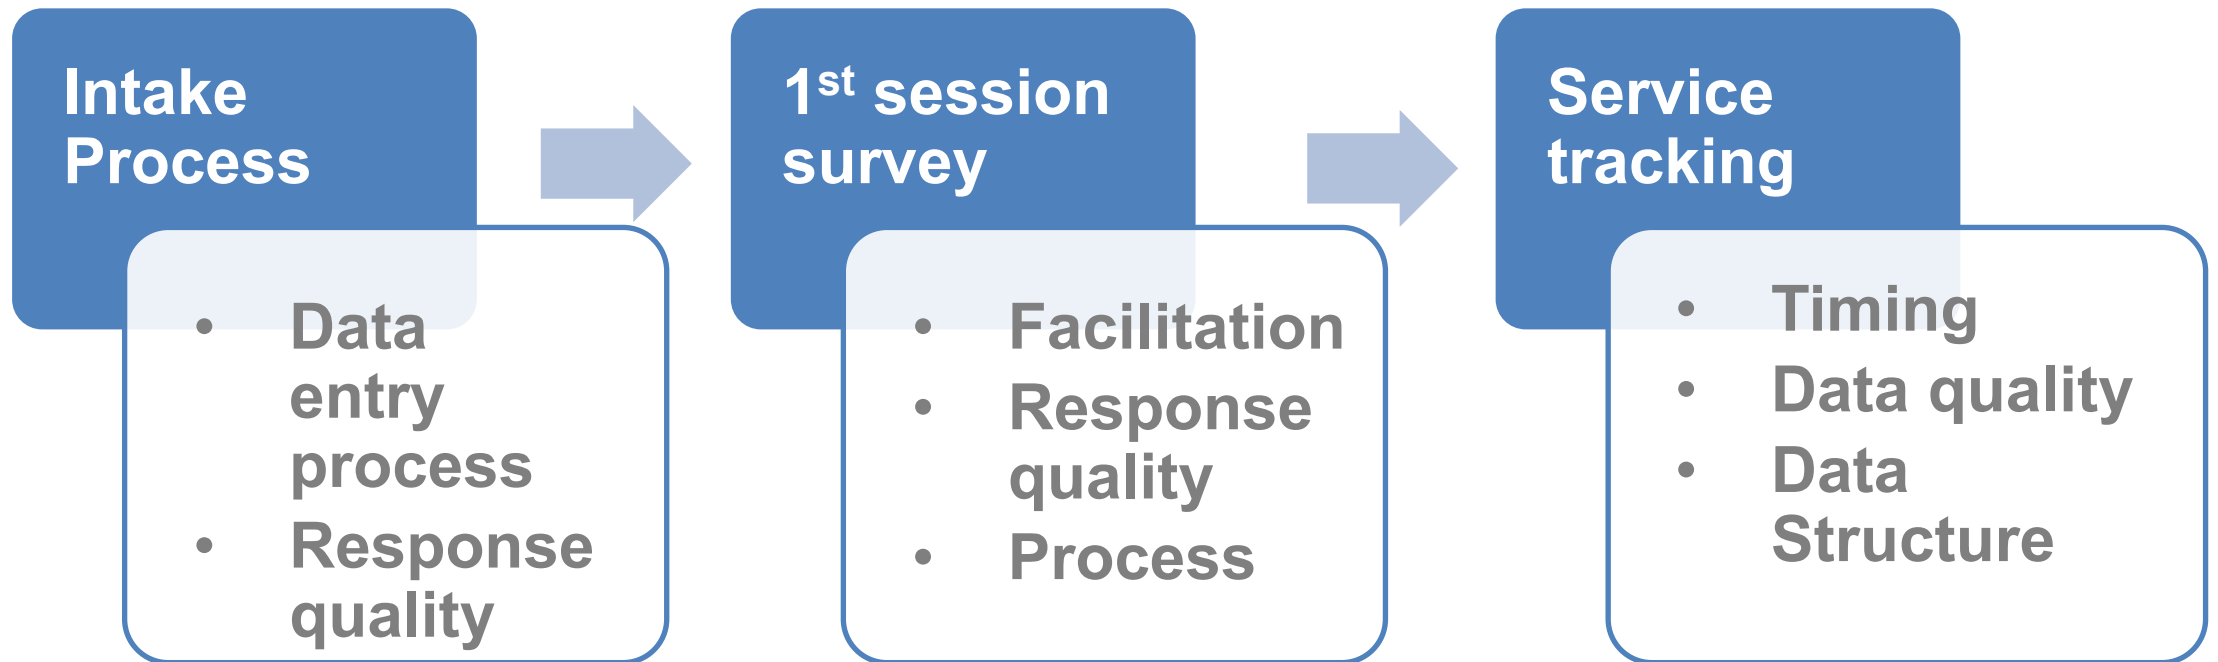 Intake
Process
• Data
entry
process
• Response
quality
1st session
survey
• Facilitation
• Response
quality
• Process
Service
tracking
• Timing
• Data quality
• Data
Structure